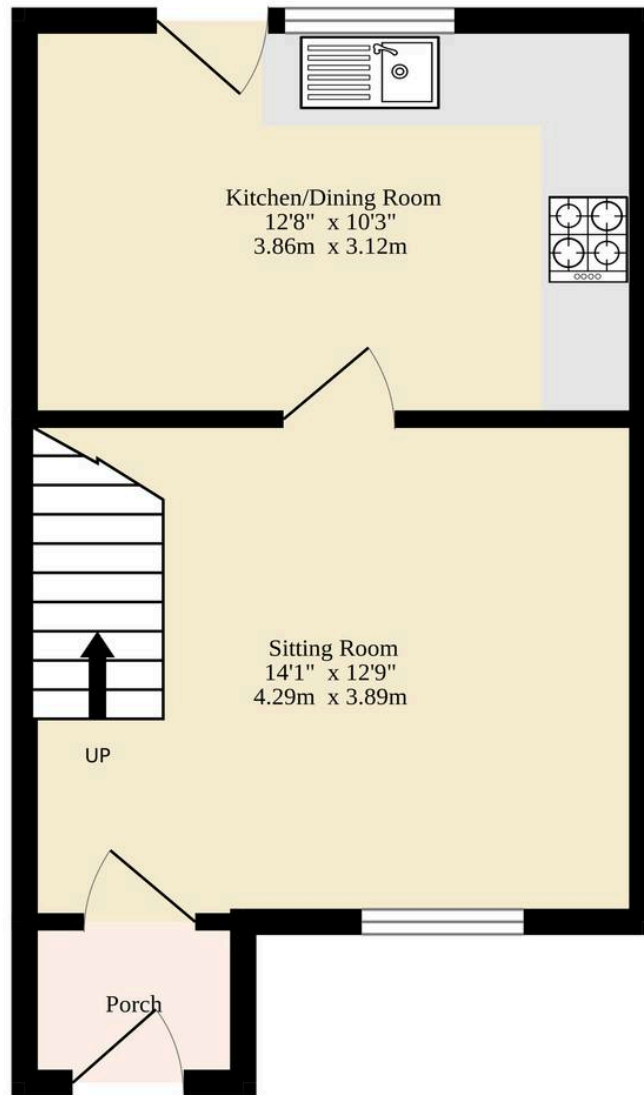 Kitchen/Dining Room
12'8" x 10'3"
3.86m x 3.12m
Sitting Room
14'1" x 12'9"
4.29m x 3.89m
UP
Porch